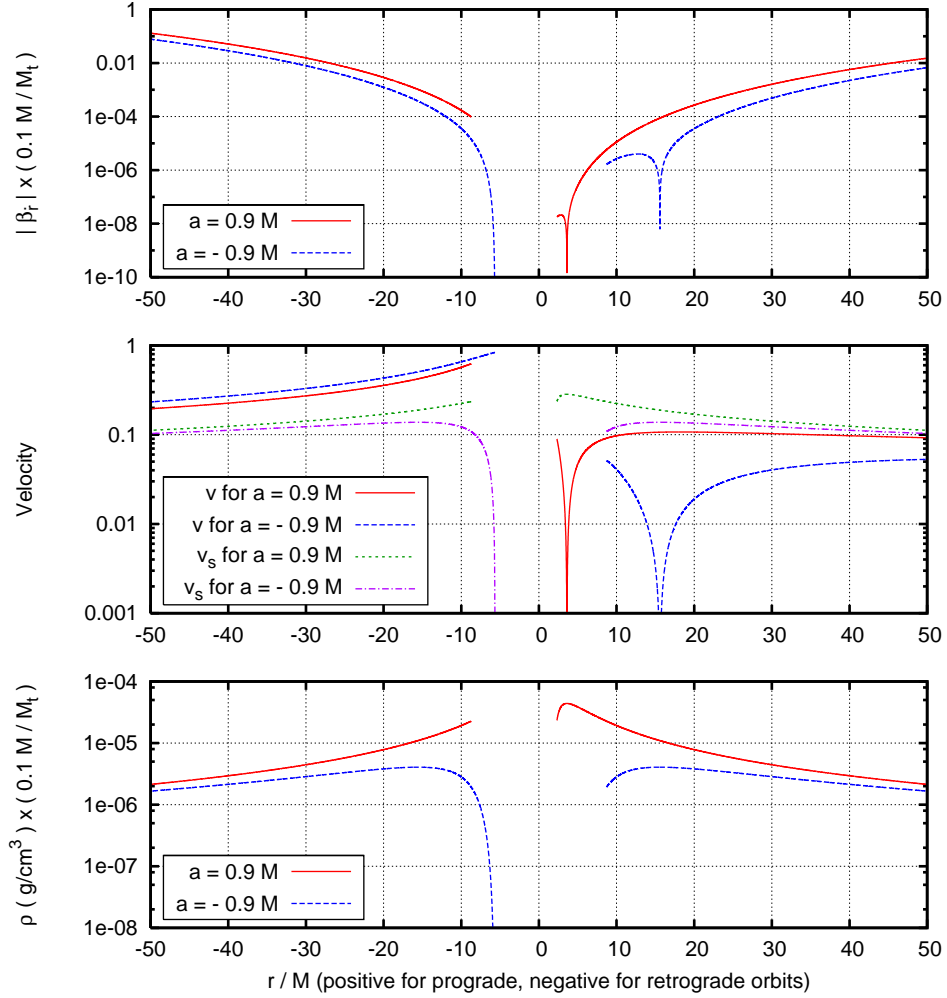 | β_ṙ | x ( 0.1 M / M_t )
1
0.01
1e-04
1e-06
1e-08
1e-10
a = 0.9 M
a = - 0.9 M
-50 -40 -30 -20 -10 0 10 20 30 40 50
Velocity
1
0.1
0.01
0.001
v for a = 0.9 M
v for a = - 0.9 M
v_s for a = 0.9 M
v_s for a = - 0.9 M
-50 -40 -30 -20 -10 0 10 20 30 40 50
ρ ( g/cm³ ) x ( 0.1 M / M_t )
1e-04
1e-05
1e-06
1e-07
1e-08
a = 0.9 M
a = - 0.9 M
-50 -40 -30 -20 -10 0 10 20 30 40 50
r / M (positive for prograde, negative for retrograde orbits)